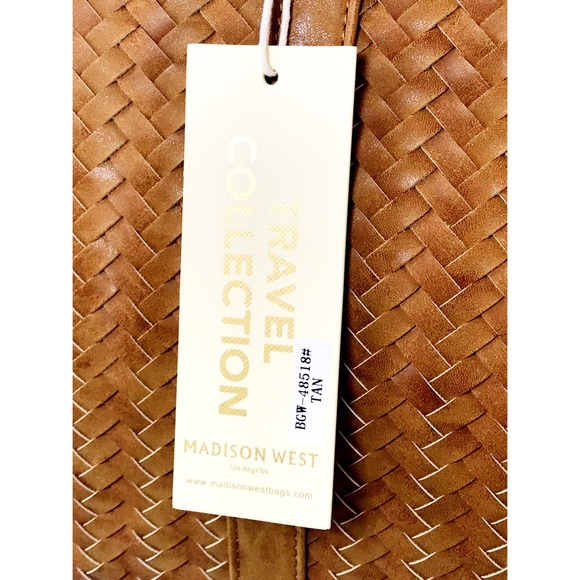 TRAVEL
COLLECTION
BGW-48518#
TAN
MADISON WEST
Los Angeles
www.madisonwestbags.com